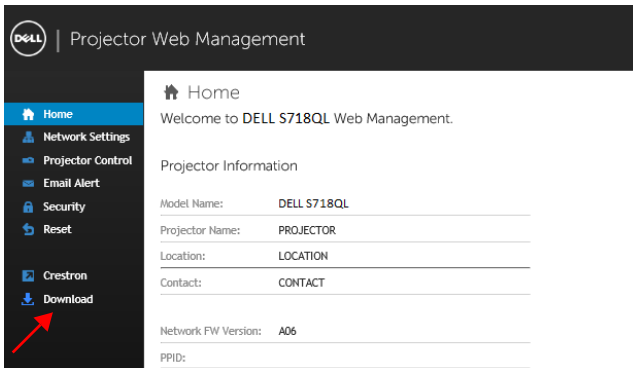 DELL | Projector Web Management
Home
Network Settings
Projector Control
Email Alert
Security
Reset
Crestron
Download
Home
Welcome to DELL S718QL Web Management.
Projector Information
Model Name: DELL S718QL
Projector Name: PROJECTOR
Location: LOCATION
Contact: CONTACT
Network FW Version: A06
PPID: